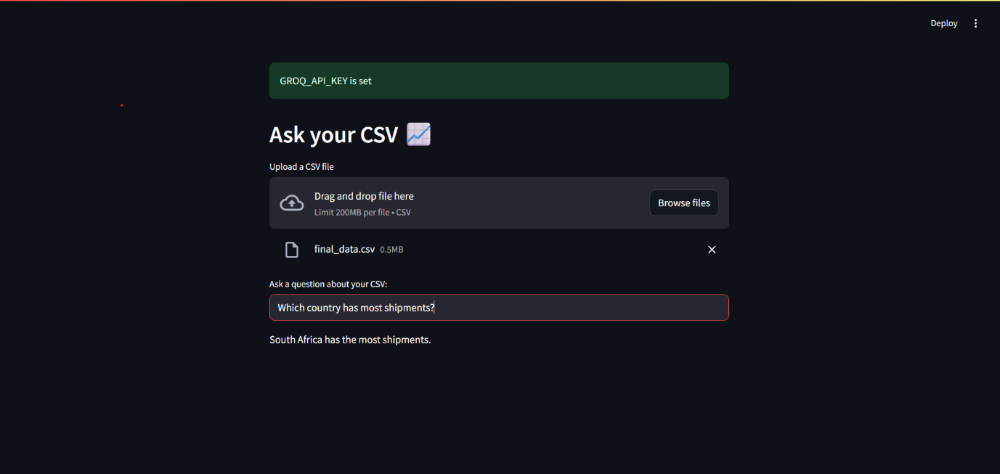 Deploy
GROQ_API_KEY is set
Ask your CSV
Upload a CSV file
Drag and drop file here
Limit 200MB per file • CSV
Browse files
final_data.csv 0.5MB
Ask a question about your CSV:
Which country has most shipments?
South Africa has the most shipments.